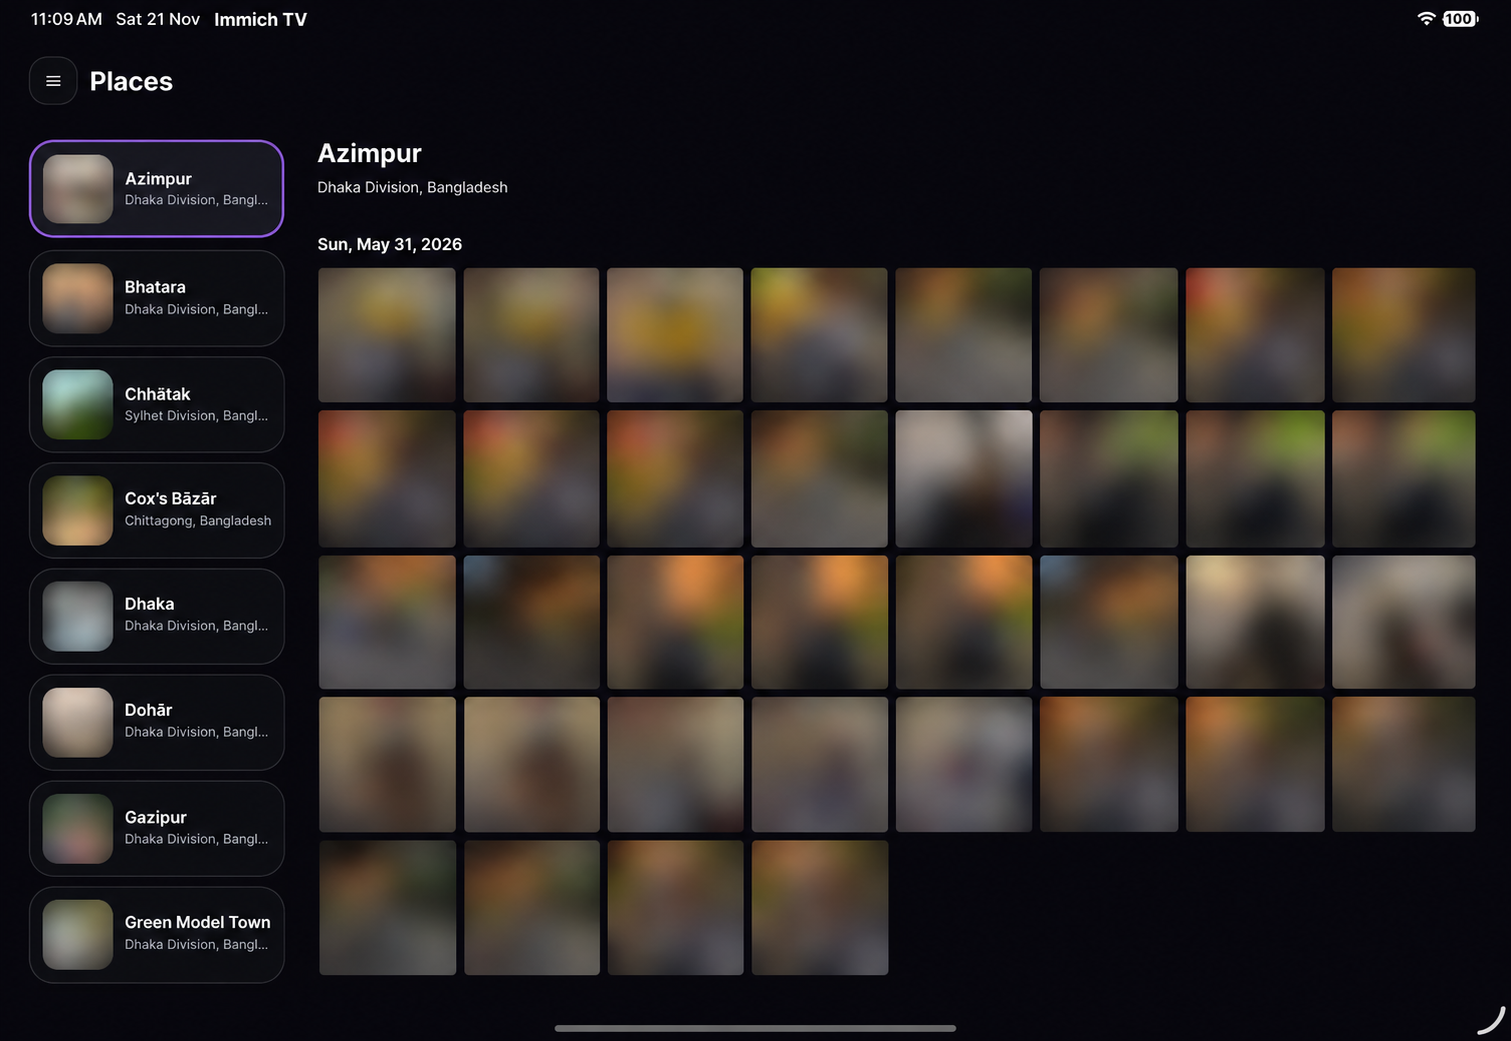 11:09 AM Sat 21 Nov Immich TV
100
Places
Azimpur
Dhaka Division, Bangl...
Bhatara
Dhaka Division, Bangl...
Chhātak
Sylhet Division, Bangl...
Cox's Bāzār
Chittagong, Bangladesh
Dhaka
Dhaka Division, Bangl...
Dohār
Dhaka Division, Bangl...
Gazipur
Dhaka Division, Bangl...
Green Model Town
Dhaka Division, Bangl...
Azimpur
Dhaka Division, Bangladesh
Sun, May 31, 2026